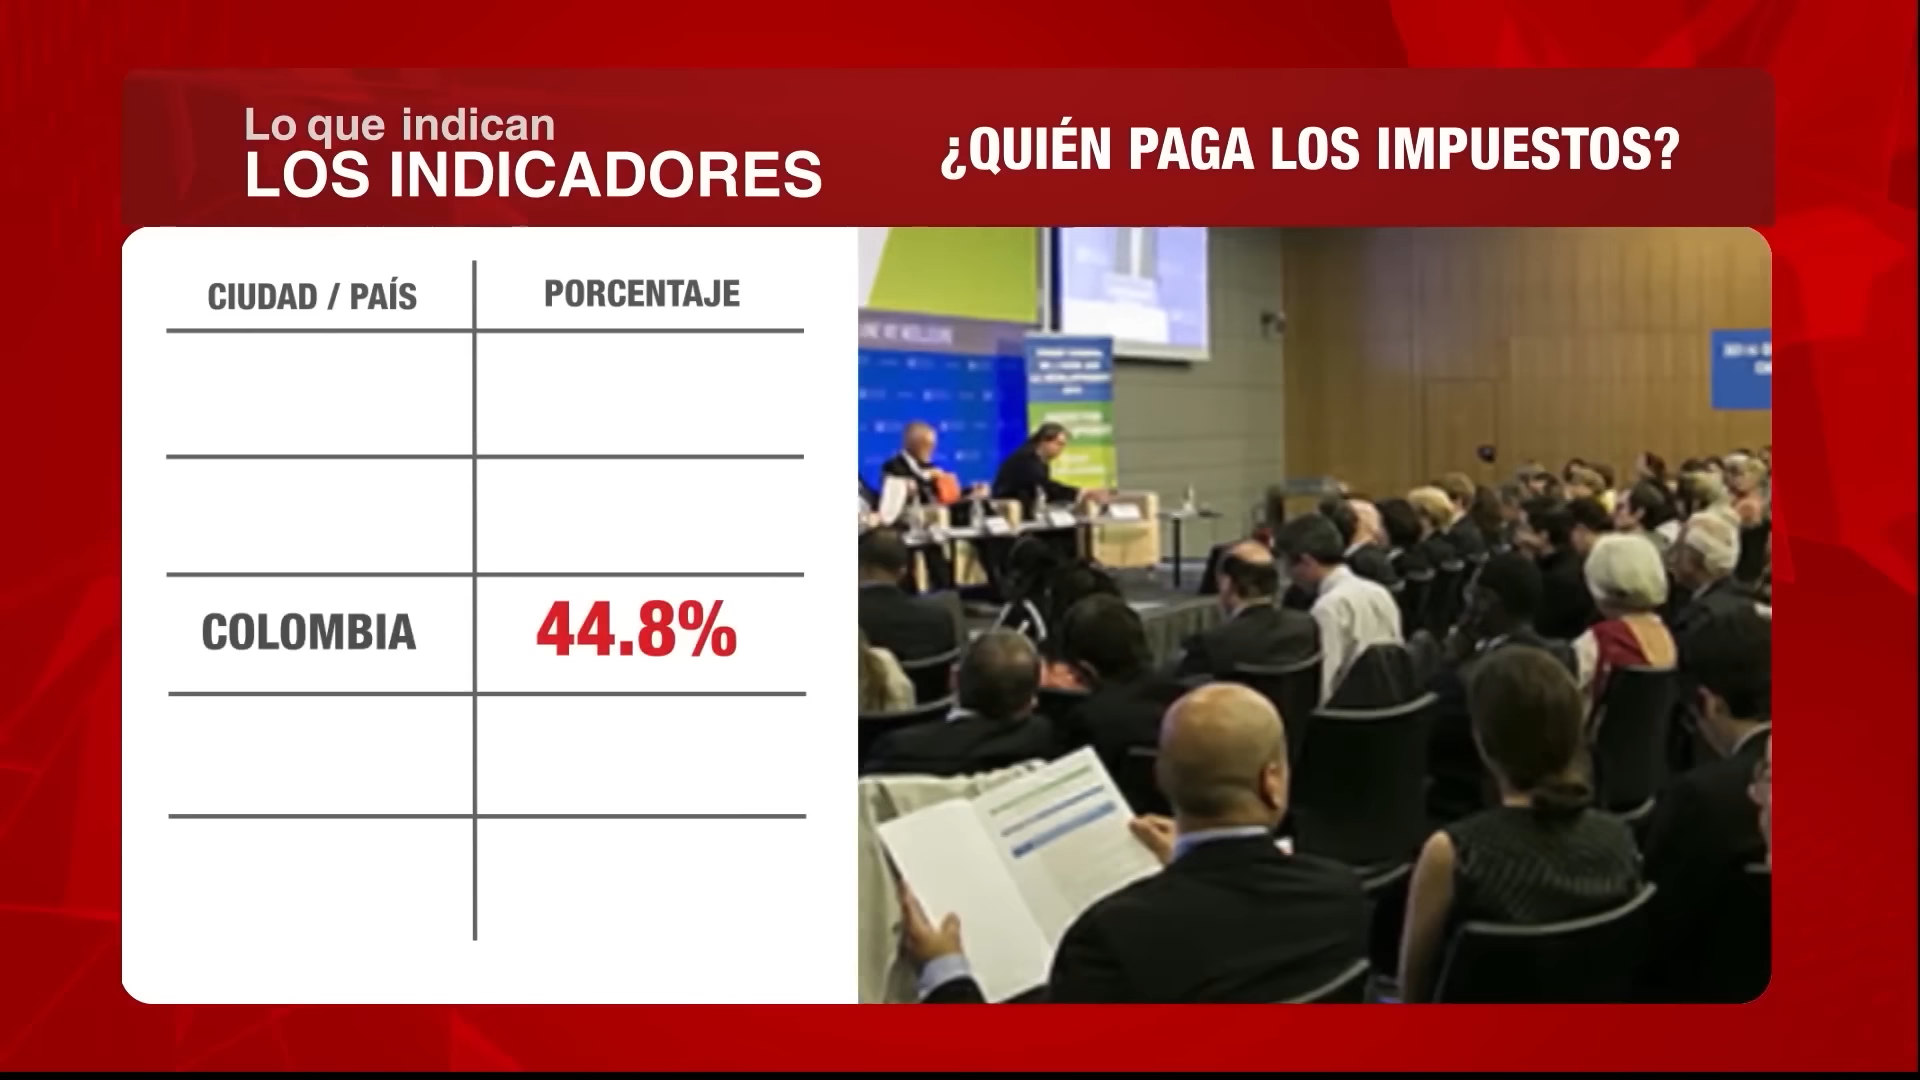 Lo que indican
LOS INDICADORES
¿QUIÉN PAGA LOS IMPUESTOS?
CIUDAD / PAÍS
PORCENTAJE
COLOMBIA
44.8%